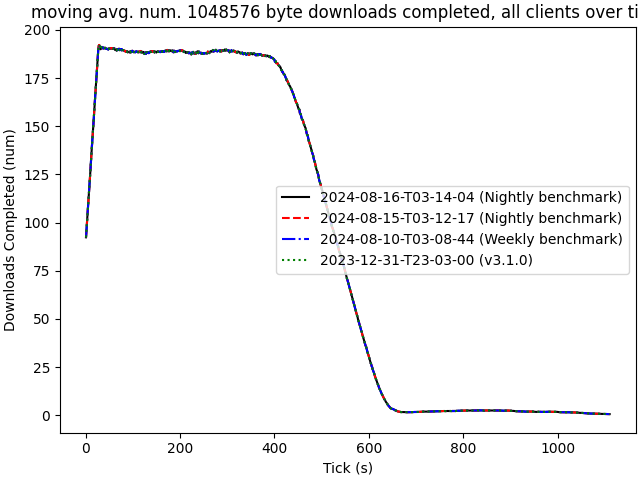 moving avg. num. 1048576 byte downloads completed, all clients over ti
200
175
150
125
100
75
50
25
0
Downloads Completed (num)
2024-08-16-T03-14-04 (Nightly benchmark)
2024-08-15-T03-12-17 (Nightly benchmark)
2024-08-10-T03-08-44 (Weekly benchmark)
2023-12-31-T23-03-00 (v3.1.0)
0 200 400 600 800 1000
Tick (s)